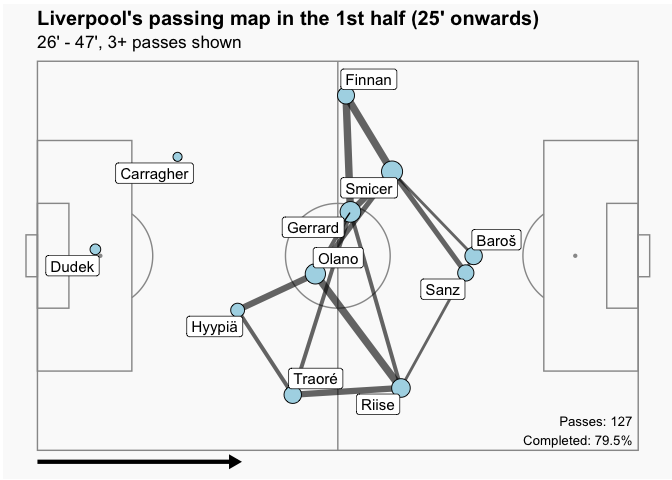 Liverpool's passing map in the 1st half (25' onwards)
26' - 47', 3+ passes shown
Finnan
Carragher
Smicer
Gerrard
Baroš
Olano
Dudek
Sanz
Hyypiä
Traoré
Riise
Passes: 127
Completed: 79.5%